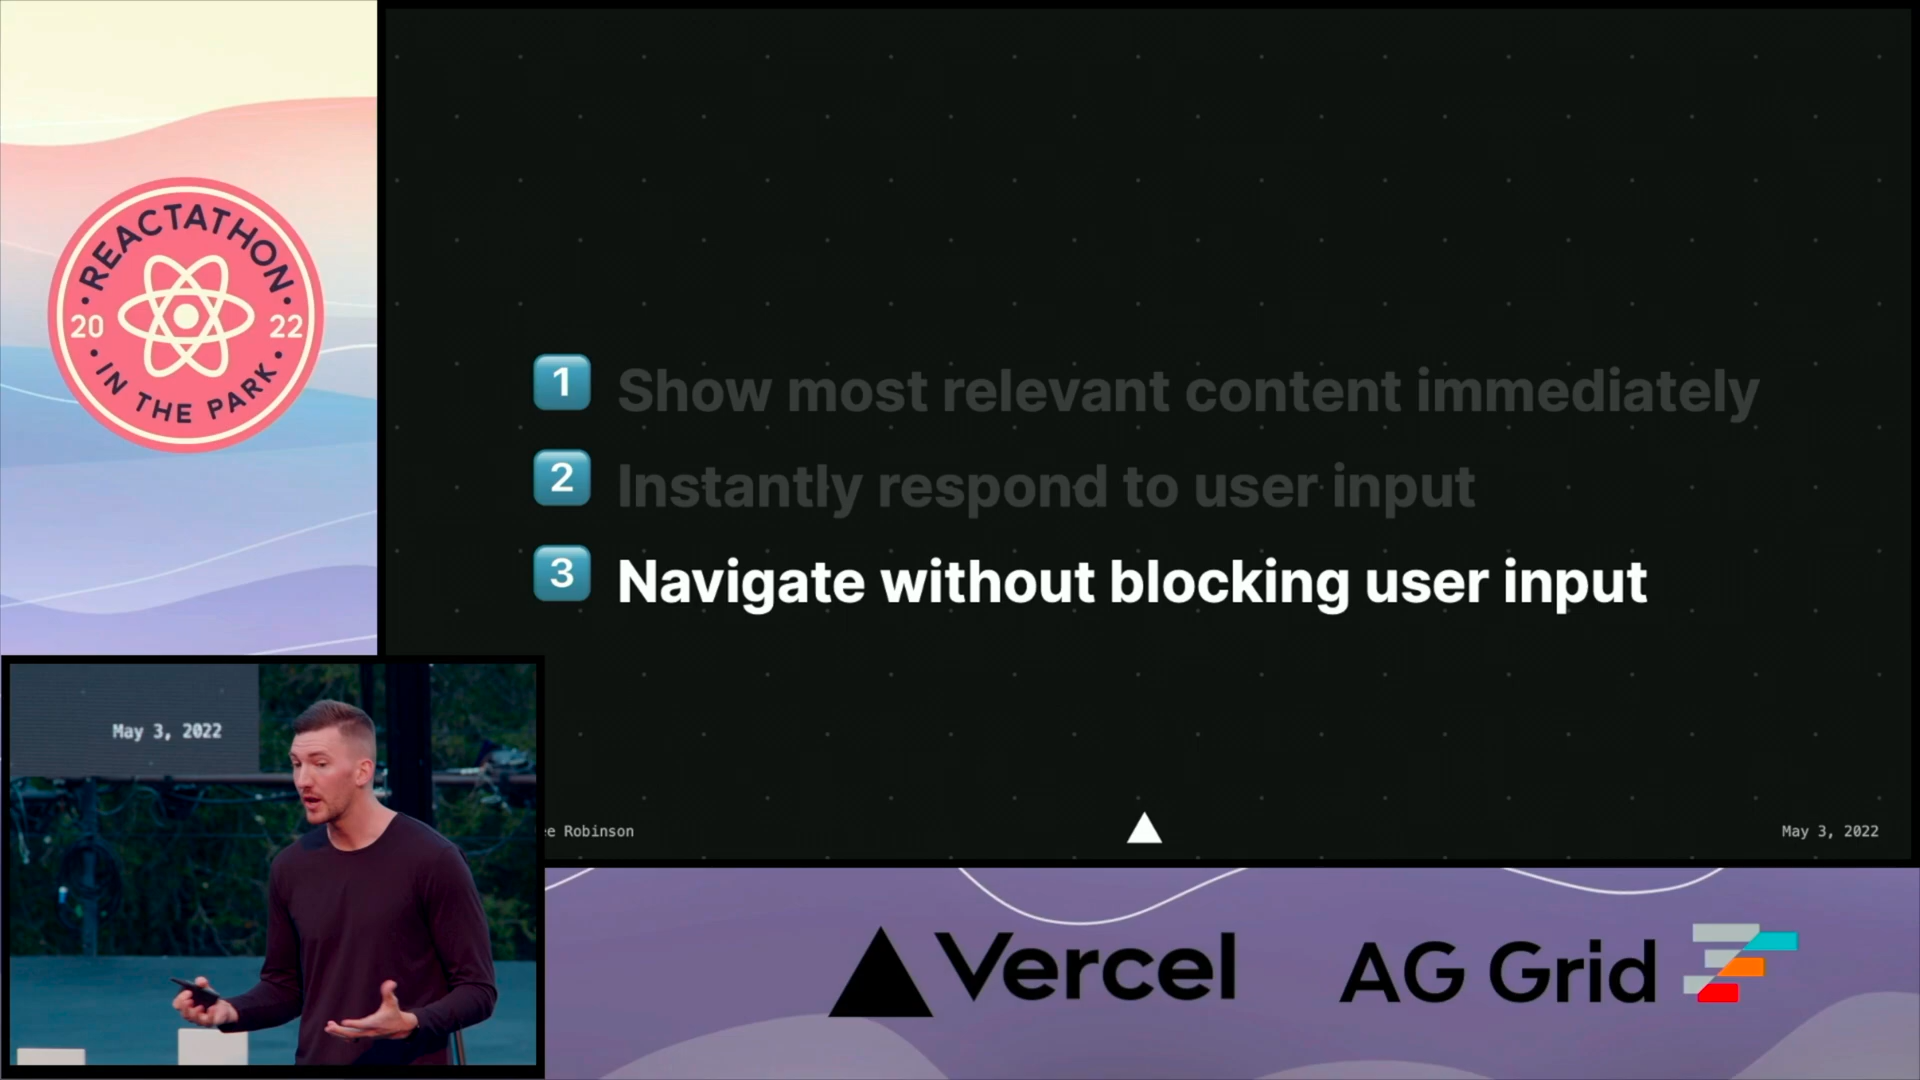 REACTATHON
20 22
IN THE PARK
1 Show most relevant content immediately
2 Instantly respond to user input
3 Navigate without blocking user input
May 3, 2022
ee Robinson
May 3, 2022
Vercel
AG Grid